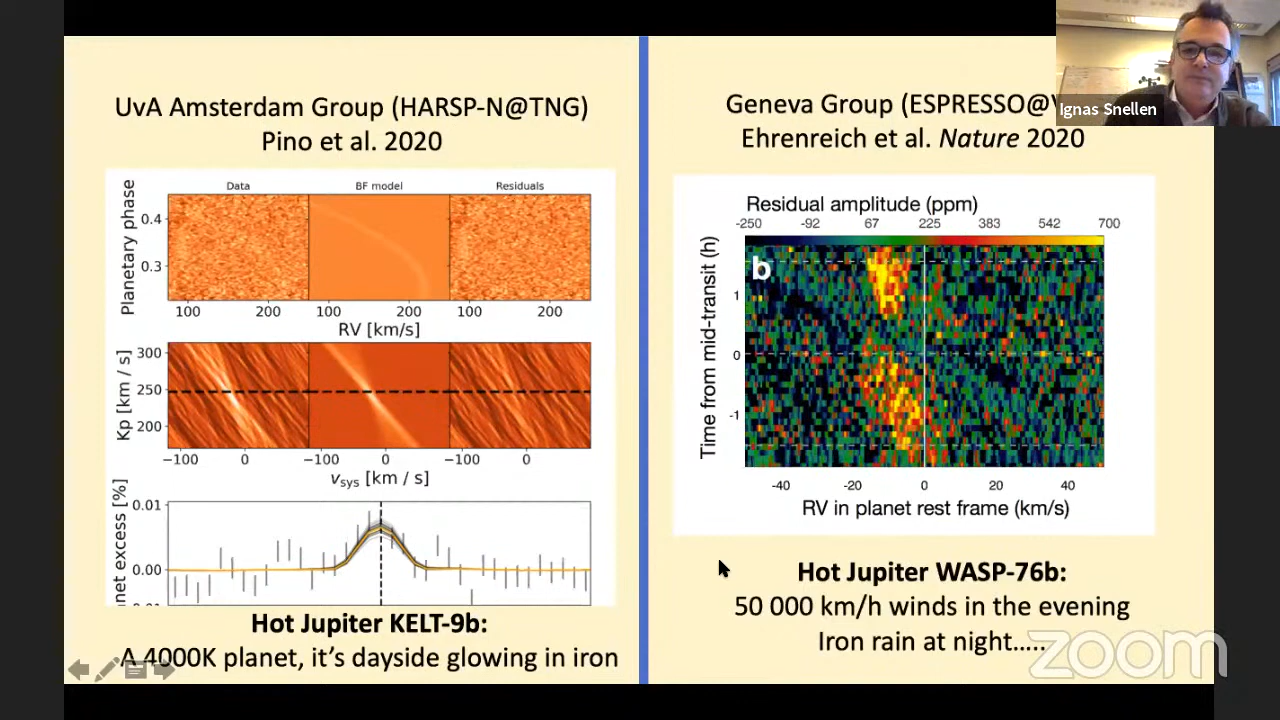 UvA Amsterdam Group (HARSP-N@TNG)
Pino et al. 2020
Data
BF model
Residuals
Planetary phase
0.4
0.3
100
200
100
200
100
200
RV [km/s]
Kp [km / s]
300
250
200
−100
0
−100
0
−100
0
vsys [km / s]
net excess [%]
0.01
0.00
Hot Jupiter KELT-9b:
A 4000K planet, it's dayside glowing in iron
Geneva Group (ESPRESSO@
Ehrenreich et al. Nature 2020
Residual amplitude (ppm)
-250 -92 67 225 383 542 700
b
Time from mid-transit (h)
1
0
-1
-40 -20 0 20 40
RV in planet rest frame (km/s)
Hot Jupiter WASP-76b:
50 000 km/h winds in the evening
Iron rain at night.....
Ignas Snellen
zoom